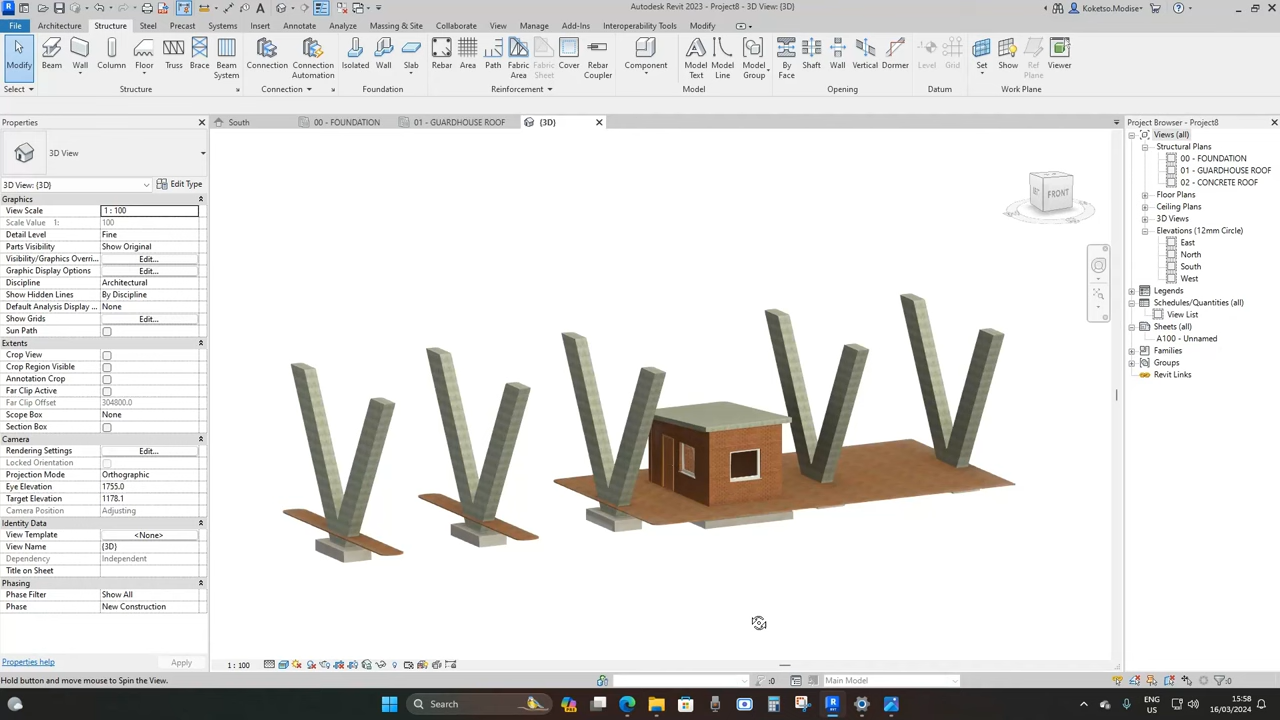 Autodesk Revit 2023 - Project8 - 3D View: {3D}
Koketso.Modise
File Architecture Structure Steel Precast Systems Insert Annotate Analyze Massing & Site Collaborate View Manage Add-Ins Interoperability Tools Modify
Modify Beam Wall Column Floor Truss Brace Beam System Connection Connection Automation Isolated Wall Slab Rebar Area Path Fabric Area Fabric Sheet Cover Rebar Coupler Component Model Text Model Line Model Group By Face Shaft Wall Vertical Dormer Level Grid Set Show Ref Plane Viewer
Select Structure Connection Foundation Reinforcement Model Opening Datum Work Plane
Properties
South 00 - FOUNDATION 01 - GUARDHOUSE ROOF {3D}
3D View
3D View: {3D} Edit Type
Graphics
View Scale 1 : 100
Scale Value 1: 100
Detail Level Fine
Parts Visibility Show Original
Visibility/Graphics Overri... Edit...
Graphic Display Options Edit...
Discipline Architectural
Show Hidden Lines By Discipline
Default Analysis Display ... None
Show Grids Edit...
Sun Path
Extents
Crop View
Crop Region Visible
Annotation Crop
Far Clip Active
Far Clip Offset 304800.0
Scope Box None
Section Box
Camera
Rendering Settings Edit...
Locked Orientation
Projection Mode Orthographic
Eye Elevation 1755.0
Target Elevation 1178.1
Camera Position Adjusting
Identity Data
View Template <None>
View Name {3D}
Dependency Independent
Title on Sheet
Phasing
Phase Filter Show All
Phase New Construction
Properties help Apply
FRONT
Project Browser - Project8
Views (all)
Structural Plans
00 - FOUNDATION
01 - GUARDHOUSE ROOF
02 - CONCRETE ROOF
Floor Plans
Ceiling Plans
3D Views
Elevations (12mm Circle)
East
North
South
West
Legends
Schedules/Quantities (all)
View List
Sheets (all)
A100 - Unnamed
Families
Groups
Revit Links
1 : 100
Hold button and move mouse to Spin the View.
:0 Main Model :0
Search
ENG
US
15:58
16/03/2024